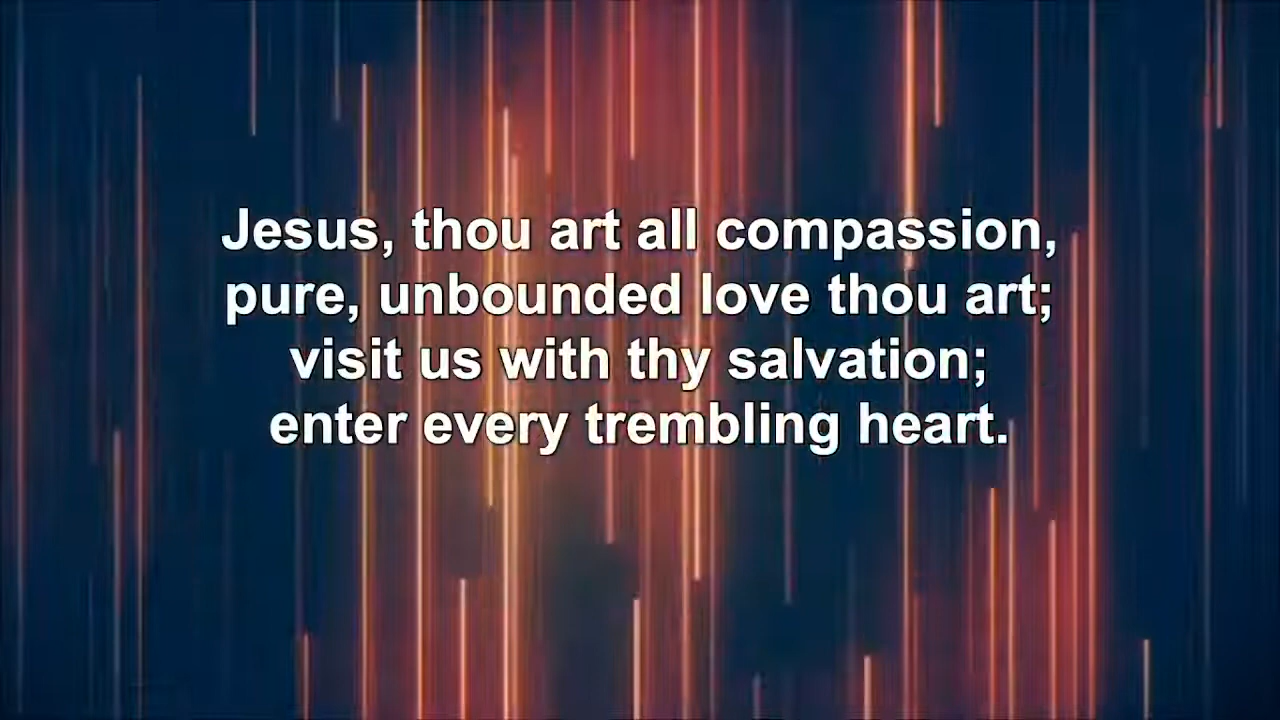 Jesus, thou art all compassion,
pure, unbounded love thou art;
visit us with thy salvation;
enter every trembling heart.